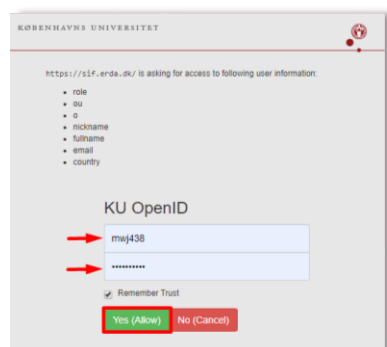 KØBENHAVNS UNIVERSITET
https://sif.erda.dk/ is asking for access to following user information:
role
ou
o
nickname
fullname
email
country
KU OpenID
mwj438
••••••••••
Remember Trust
Yes (Allow) No (Cancel)